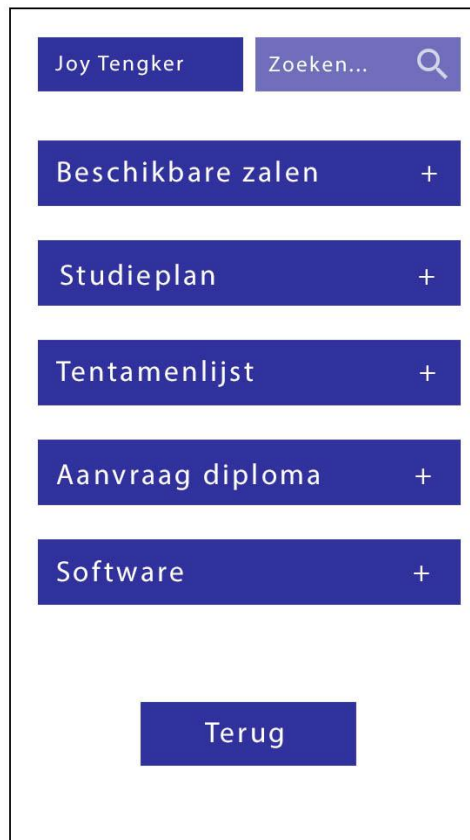 Joy Tengker
Zoeken...
Beschikbare zalen +
Studieplan +
Tentamenlijst +
Aanvraag diploma +
Software +
Terug